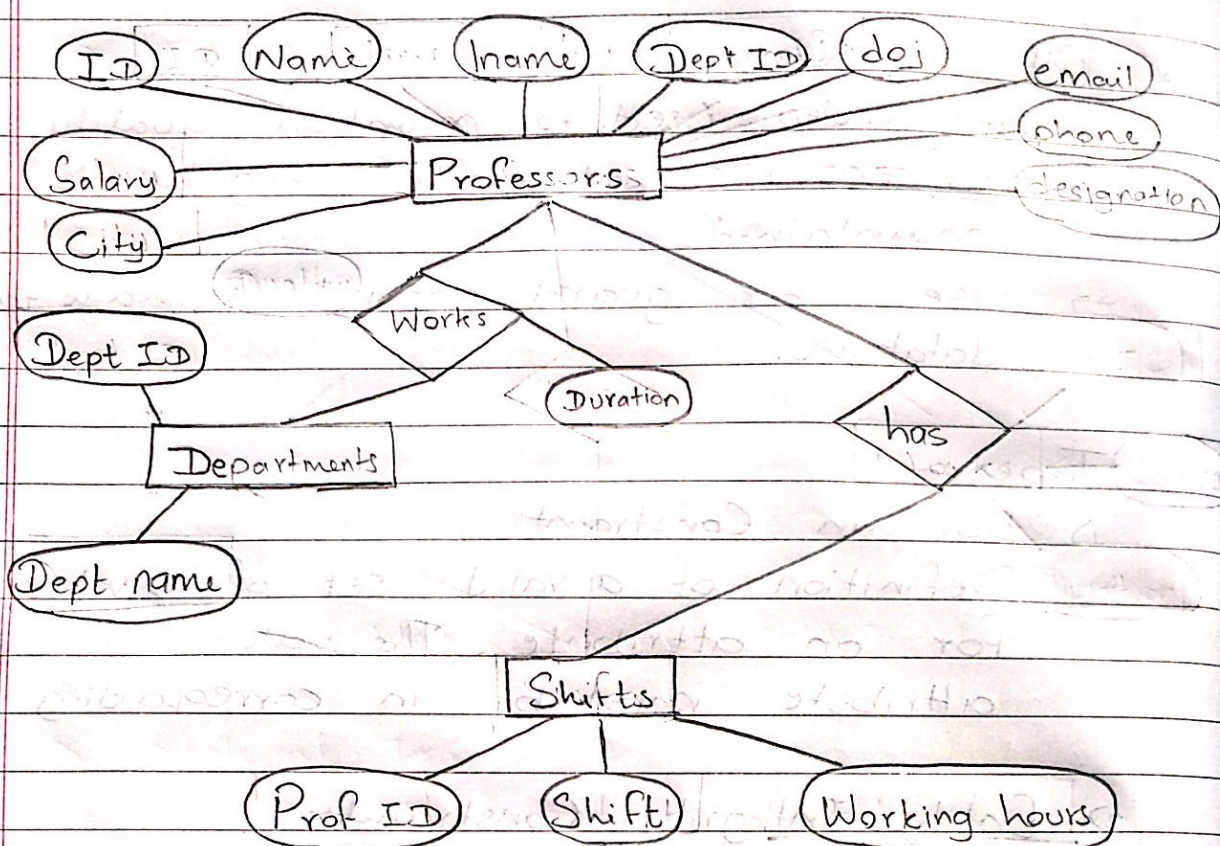 ID
Name
lname
Dept ID
doj
email
phone
designation
Salary
City
Professors
Works
Duration
has
Dept ID
Departments
Dept name
Shifts
Prof ID
Shift
Working hours